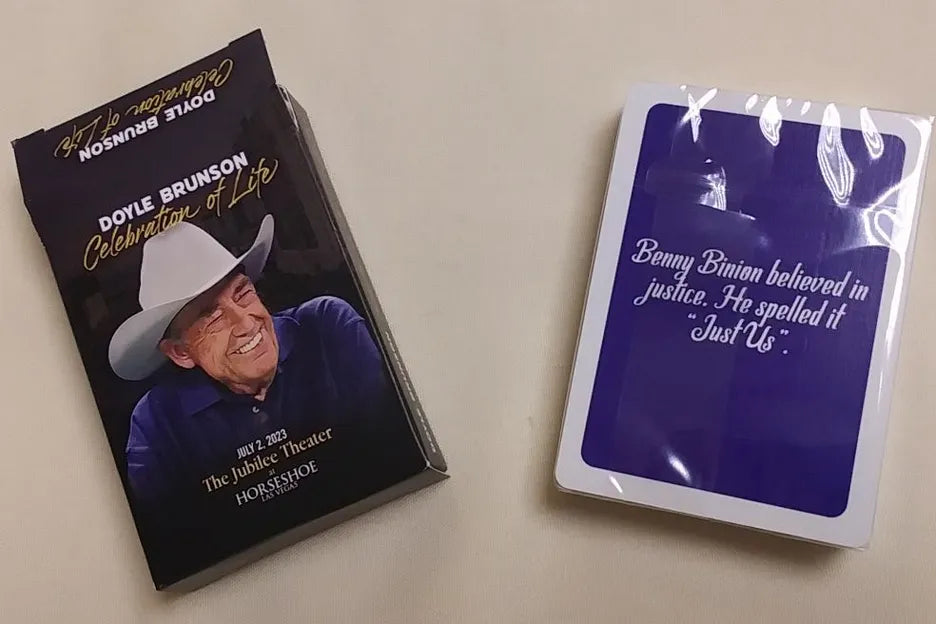 Celebration of Life
DOYLE BRUNSON
DOYLE BRUNSON
Celebration of Life
JULY 2, 2023
The Jubilee Theater
at
HORSESHOE
LAS VEGAS
Benny Binion believed in
justice. He spelled it
“Just Us”.